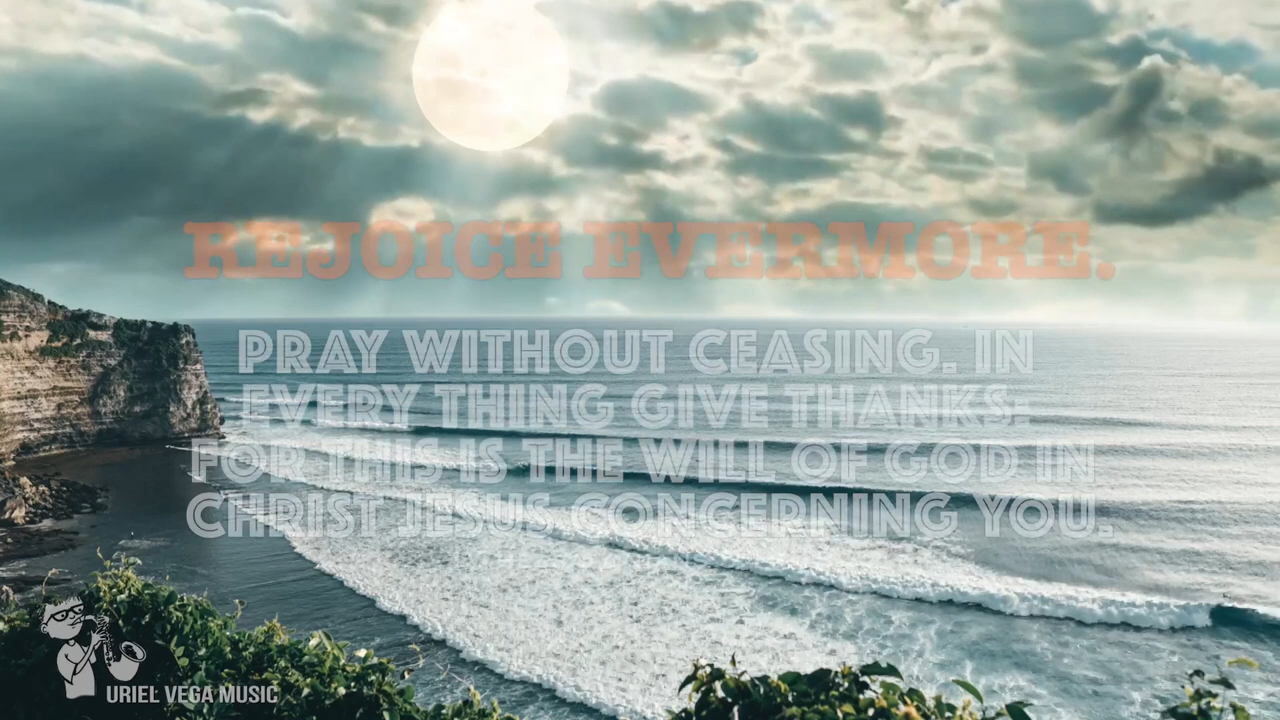 REJOICE EVERMORE.
PRAY WITHOUT CEASING. IN
EVERY THING GIVE THANKS:
FOR THIS IS THE WILL OF GOD IN
CHRIST JESUS CONCERNING YOU.
URIEL VEGA MUSIC